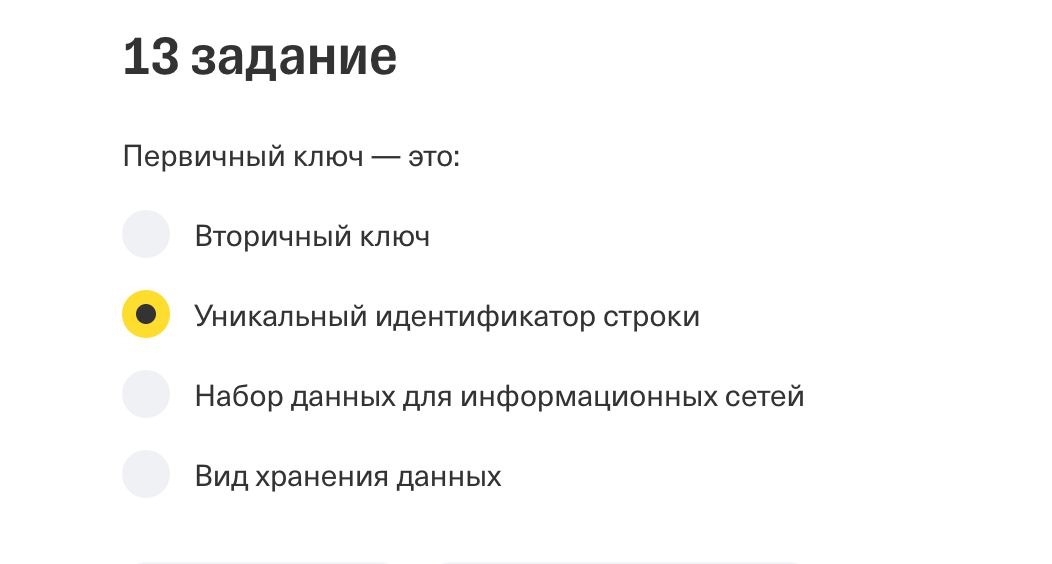 13 задание
Первичный ключ — это:
Вторичный ключ
Уникальный идентификатор строки
Набор данных для информационных сетей
Вид хранения данных